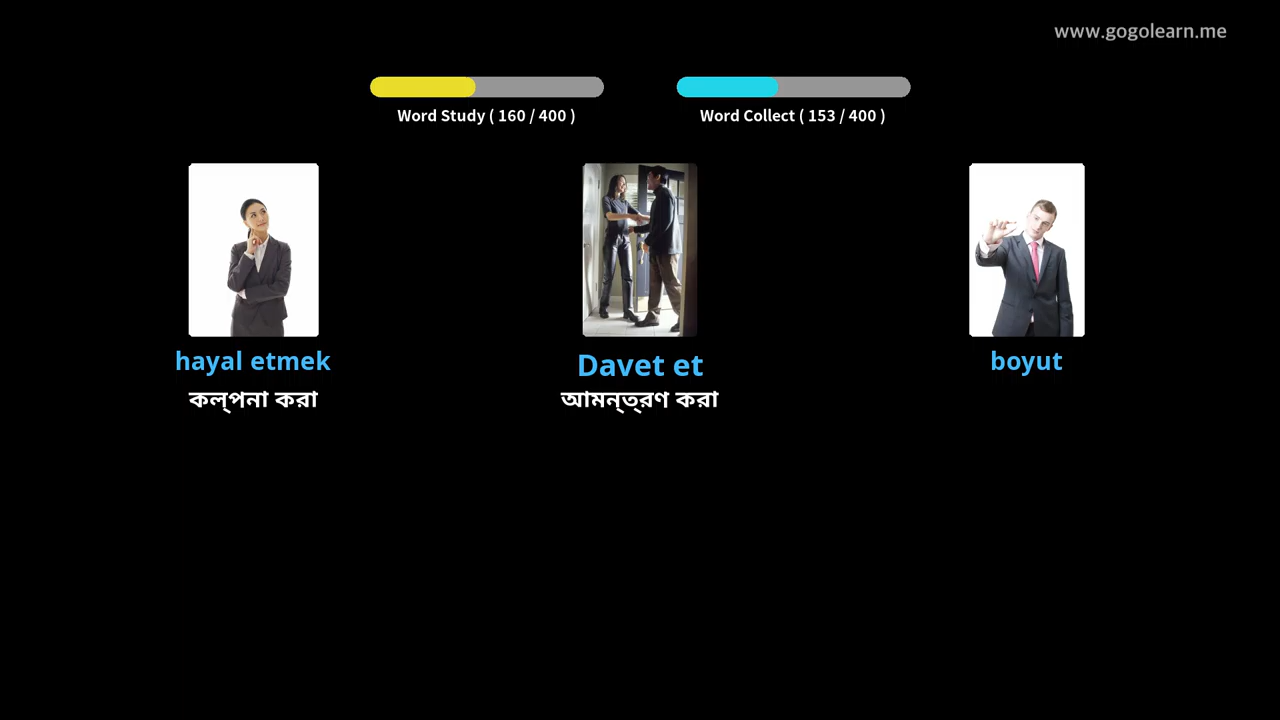 www.gogolearn.me
Word Study ( 160 / 400 )
Word Collect ( 153 / 400 )
hayal etmek
Davet et
boyut
কল্পনা করা
আমন্ত্রণ করা